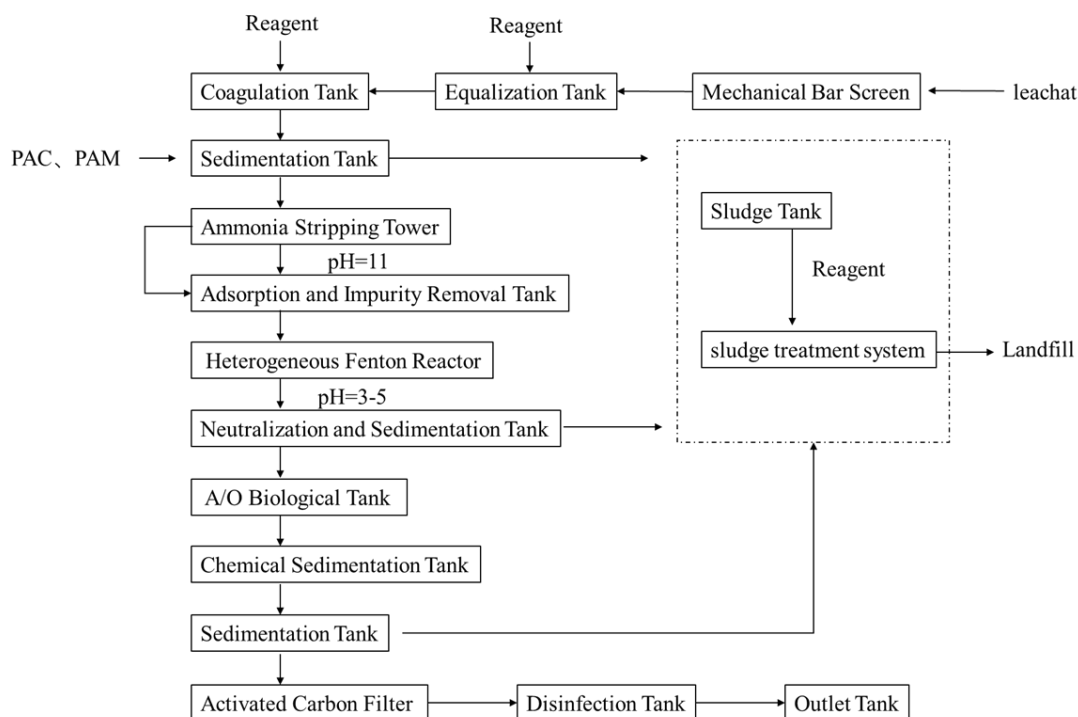 Reagent
Reagent
Coagulation Tank
Equalization Tank
Mechanical Bar Screen
leachat
PAC、PAM
Sedimentation Tank
Sludge Tank
Ammonia Stripping Tower
pH=11
Reagent
Adsorption and Impurity Removal Tank
Heterogeneous Fenton Reactor
sludge treatment system
Landfill
pH=3-5
Neutralization and Sedimentation Tank
A/O Biological Tank
Chemical Sedimentation Tank
Sedimentation Tank
Activated Carbon Filter
Disinfection Tank
Outlet Tank